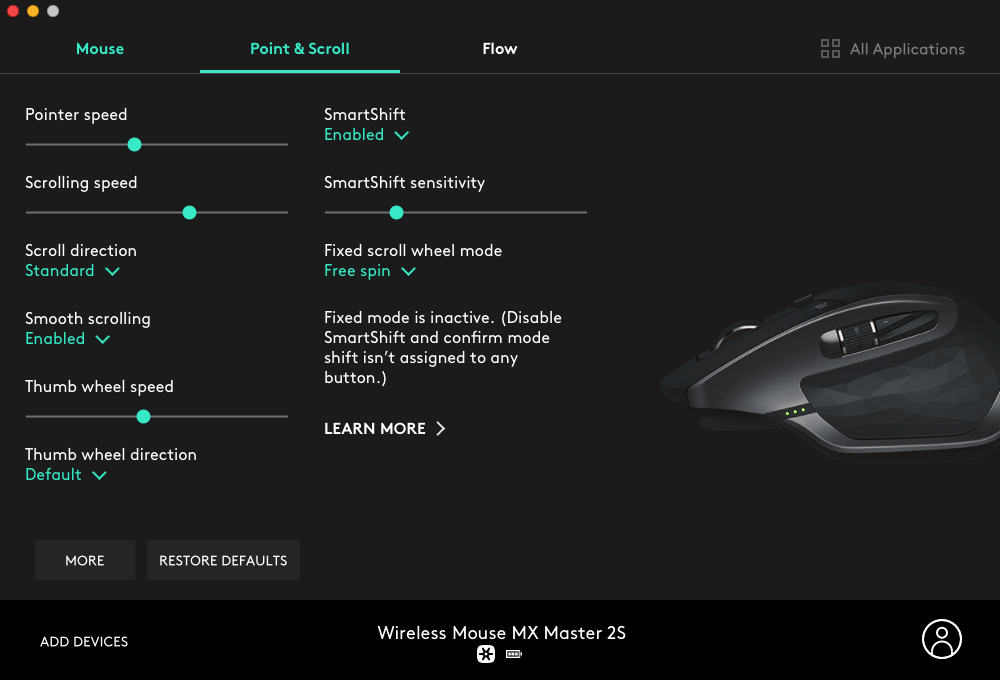 Mouse
Point & Scroll
Flow
All Applications
Pointer speed
Scrolling speed
Scroll direction
Standard
Smooth scrolling
Enabled
Thumb wheel speed
Thumb wheel direction
Default
SmartShift
Enabled
SmartShift sensitivity
Fixed scroll wheel mode
Free spin
Fixed mode is inactive. (Disable
SmartShift and confirm mode
shift isn’t assigned to any
button.)
LEARN MORE
MORE
RESTORE DEFAULTS
ADD DEVICES
Wireless Mouse MX Master 2S